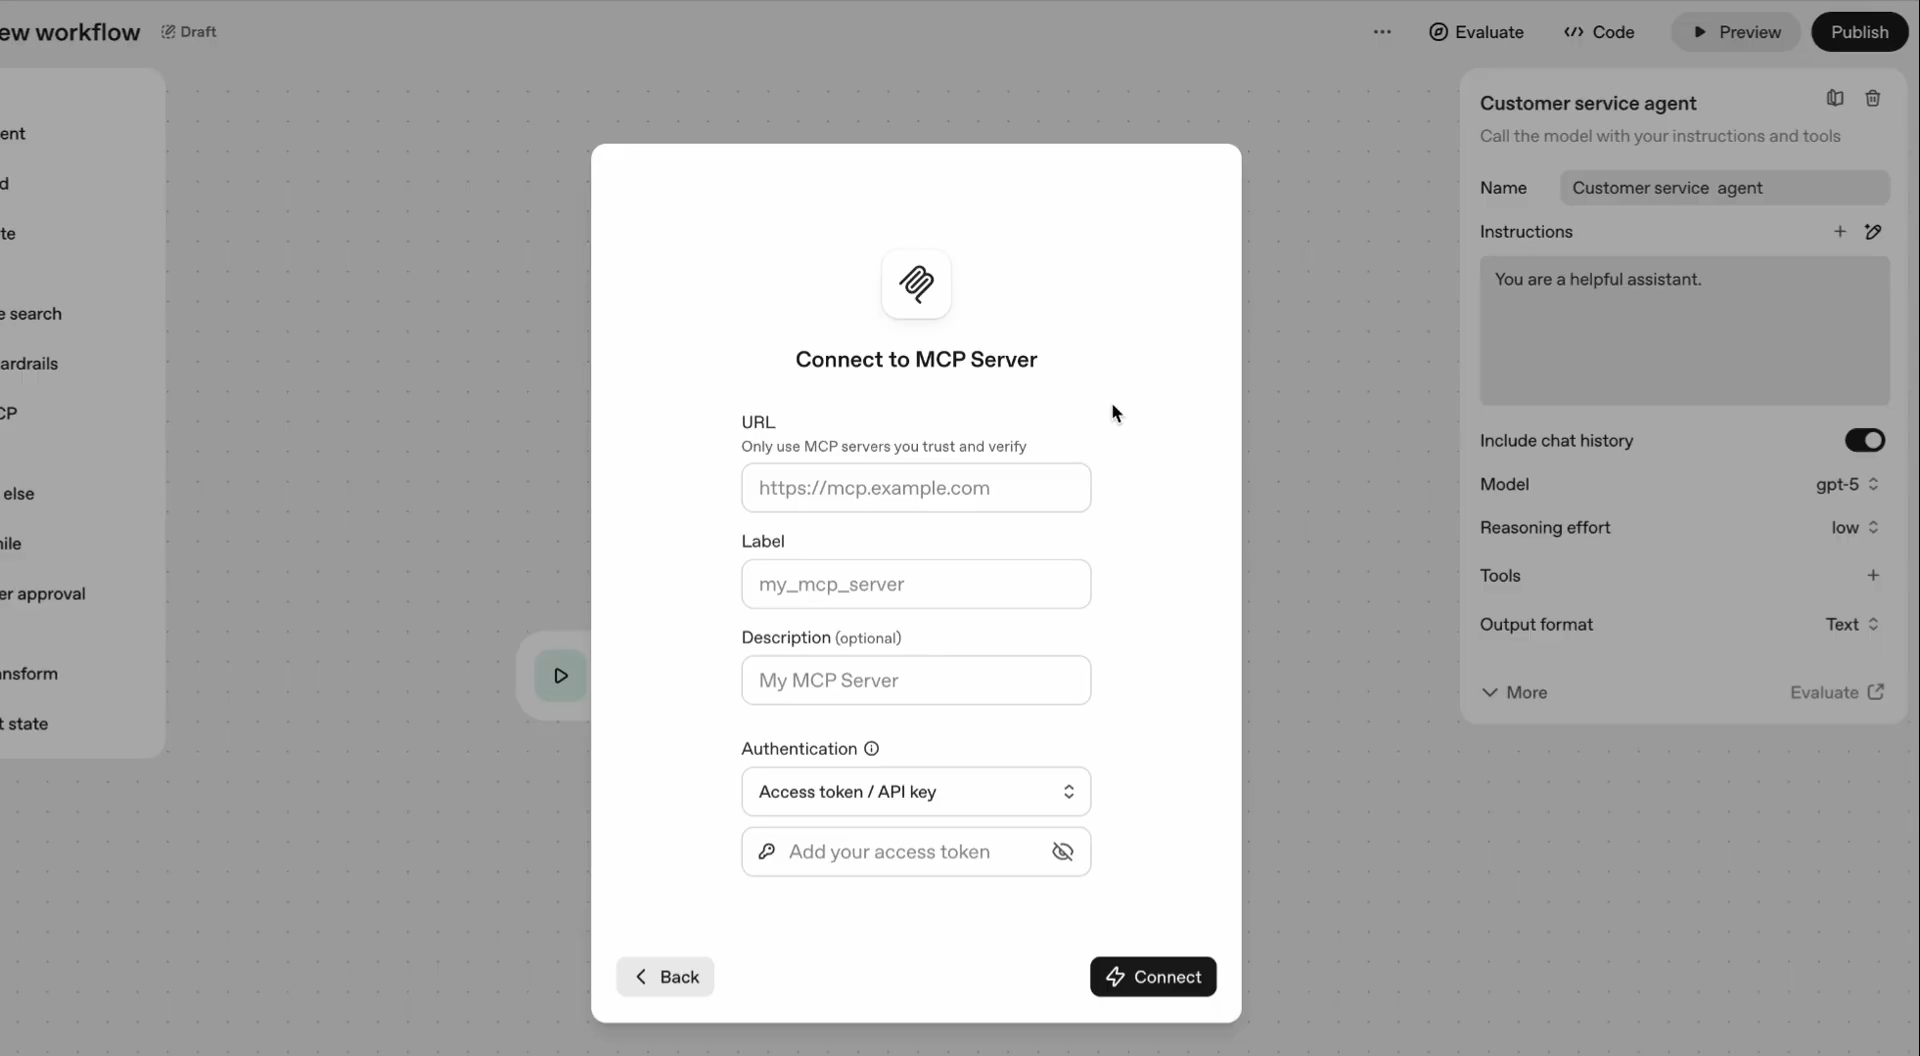 ew workflow
Draft
Evaluate
Code
Preview
Publish
ent
d
te
e search
ardrails
CP
else
hile
er approval
ansform
t state
Connect to MCP Server
URL
Only use MCP servers you trust and verify
https://mcp.example.com
Label
my_mcp_server
Description (optional)
My MCP Server
Authentication
Access token / API key
Add your access token
Back
Connect
Customer service agent
Call the model with your instructions and tools
Name
Customer service agent
Instructions
You are a helpful assistant.
Include chat history
Model
gpt-5
Reasoning effort
low
Tools
Output format
Text
More
Evaluate